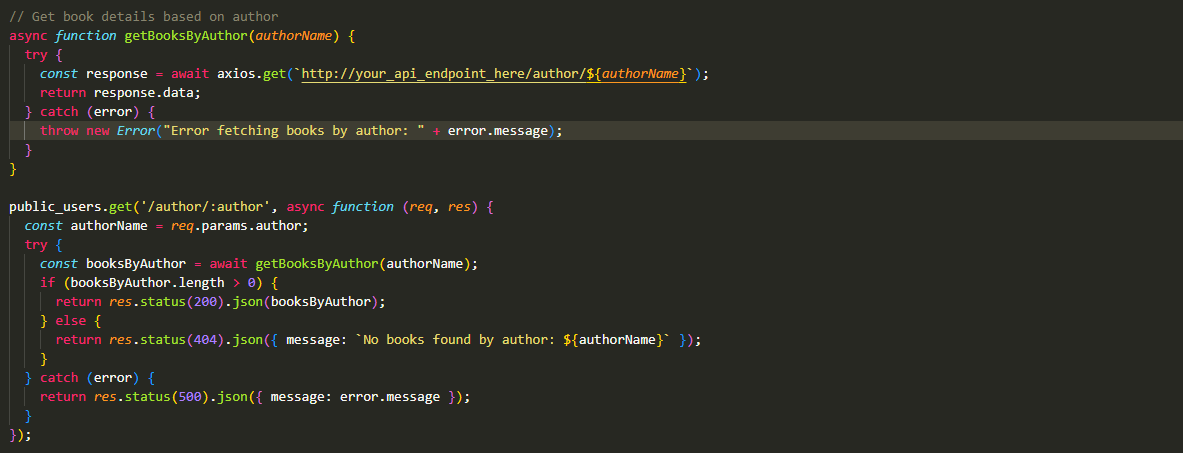 // Get book details based on author
async function getBooksByAuthor(authorName) {
  try {
    const response = await axios.get(`http://your_api_endpoint_here/author/${authorName}`);
    return response.data;
  } catch (error) {
    throw new Error("Error fetching books by author: " + error.message);
  }
}

public_users.get('/author/:author', async function (req, res) {
  const authorName = req.params.author;
  try {
    const booksByAuthor = await getBooksByAuthor(authorName);
    if (booksByAuthor.length > 0) {
      return res.status(200).json(booksByAuthor);
    } else {
      return res.status(404).json({ message: `No books found by author: ${authorName}` });
    }
  } catch (error) {
    return res.status(500).json({ message: error.message });
  }
});